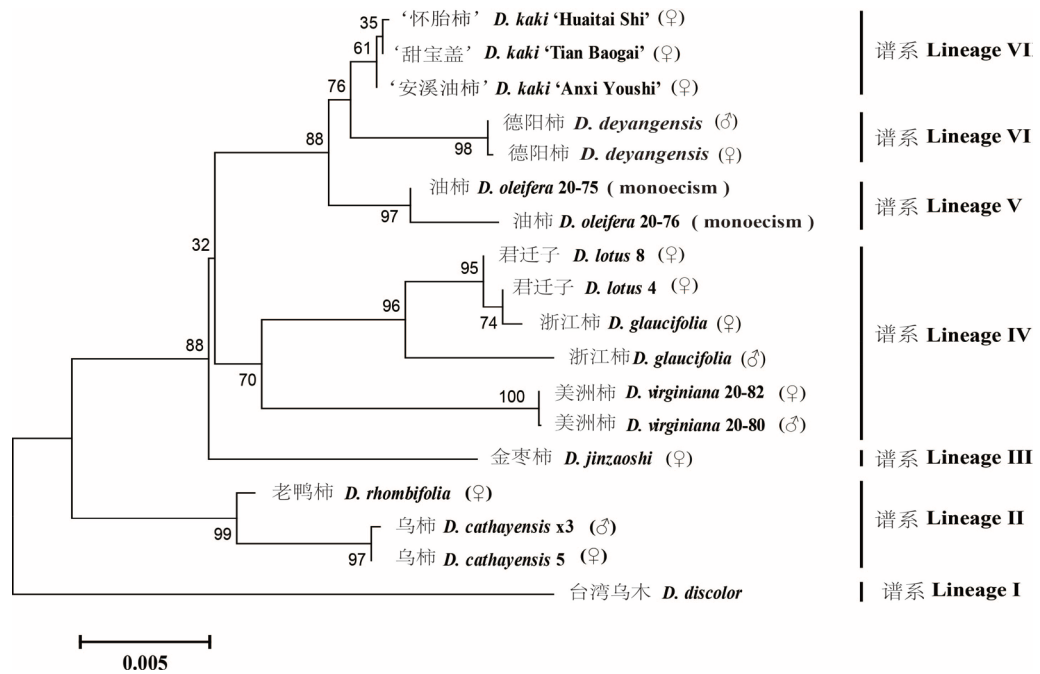 35
‘怀胎柿’ D. kaki ‘Huaitai Shi’ (♀)
61
‘甜宝盖’ D. kaki ‘Tian Baogai’ (♀)
谱系 Lineage VI
76
‘安溪油柿’ D. kaki ‘Anxi Youshi’ (♀)
88
德阳柿 D. deyangensis (♂)
98
德阳柿 D. deyangensis (♀)
谱系 Lineage VI
油柿 D. oleifera 20-75 ( monoecism )
97
油柿 D. oleifera 20-76 ( monoecism )
谱系 Lineage V
32
君迁子 D. lotus 8 (♀)
95
君迁子 D. lotus 4 (♀)
96
74
浙江柿 D. glaucifolia (♀)
谱系 Lineage IV
88
浙江柿 D. glaucifolia (♂)
70
100
美洲柿 D. virginiana 20-82 (♀)
美洲柿 D. virginiana 20-80 (♂)
金枣柿 D. jinzaoshi (♀)
谱系 Lineage III
老鸭柿 D. rhombifolia (♀)
99
乌柿 D. cathayensis x3 (♂)
谱系 Lineage II
97
乌柿 D. cathayensis 5 (♀)
台湾乌木 D. discolor
谱系 Lineage I
0.005